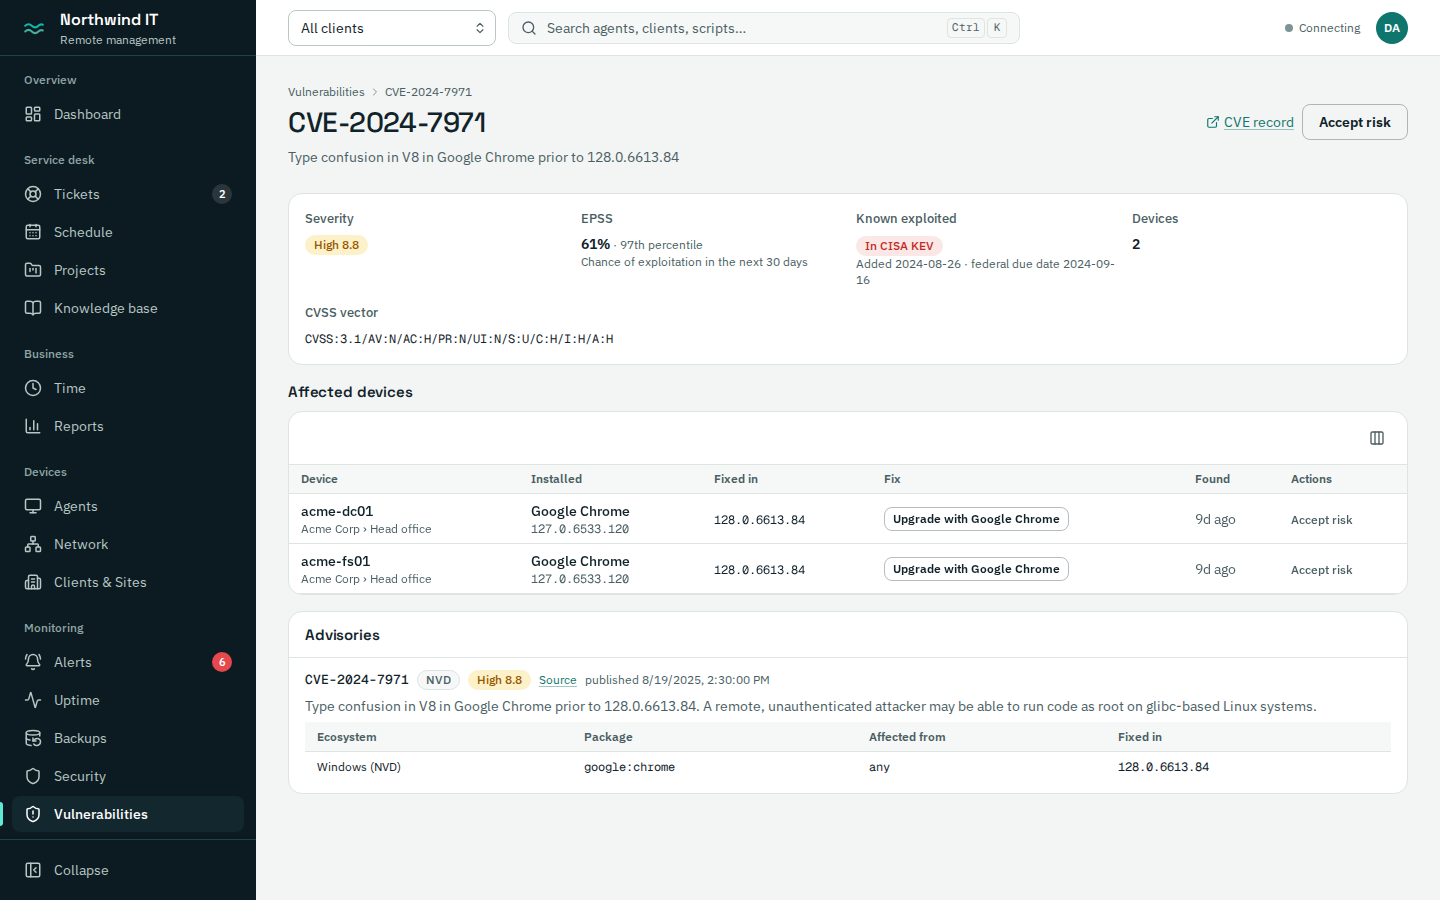 Northwind IT
Remote management
Overview
Dashboard
Service desk
Tickets 2
Schedule
Projects
Knowledge base
Business
Time
Reports
Devices
Agents
Network
Clients & Sites
Monitoring
Alerts 6
Uptime
Backups
Security
Vulnerabilities
Collapse
All clients
Search agents, clients, scripts... Ctrl K
Connecting DA
Vulnerabilities > CVE-2024-7971
CVE-2024-7971
CVE record Accept risk
Type confusion in V8 in Google Chrome prior to 128.0.6613.84
Severity EPSS Known exploited Devices
High 8.8 61% · 97th percentile In CISA KEV 2
Chance of exploitation in the next 30 days Added 2024-08-26 · federal due date 2024-09-
16
CVSS vector
CVSS:3.1/AV:N/AC:H/PR:N/UI:N/S:U/C:H/I:H/A:H
Affected devices
Device Installed Fixed in Fix Found Actions
acme-dc01 Google Chrome 128.0.6613.84 Upgrade with Google Chrome 9d ago Accept risk
Acme Corp › Head office 127.0.6533.120
acme-fs01 Google Chrome 128.0.6613.84 Upgrade with Google Chrome 9d ago Accept risk
Acme Corp › Head office 127.0.6533.120
Advisories
CVE-2024-7971 NVD High 8.8 Source published 8/19/2025, 2:30:00 PM
Type confusion in V8 in Google Chrome prior to 128.0.6613.84. A remote, unauthenticated attacker may be able to run code as root on glibc-based Linux systems.
Ecosystem Package Affected from Fixed in
Windows (NVD) google:chrome any 128.0.6613.84